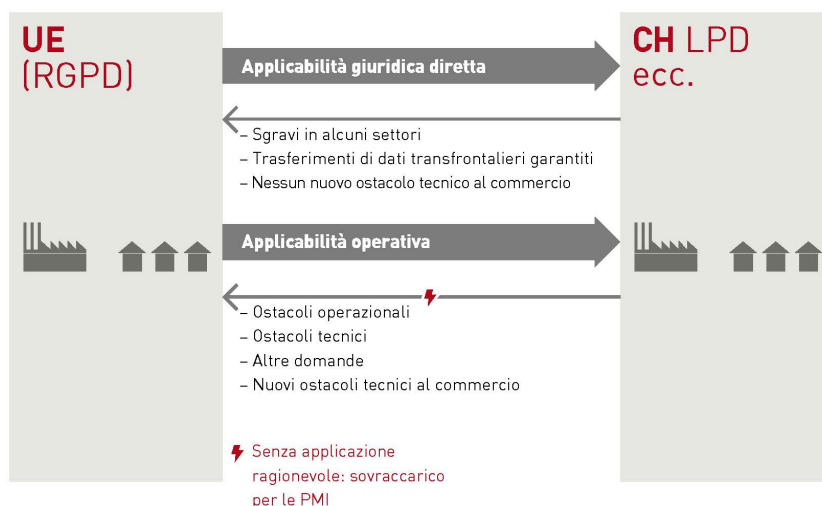 UE
(RGPD)
CH LPD
ecc.
Applicabilità giuridica diretta
– Sgravi in alcuni settori
– Trasferimenti di dati transfrontalieri garantiti
– Nessun nuovo ostacolo tecnico al commercio
Applicabilità operativa
– Ostacoli operazionali
– Ostacoli tecnici
– Altre domande
– Nuovi ostacoli tecnici al commercio
Senza applicazione
ragionevole: sovraccarico
per le PMI